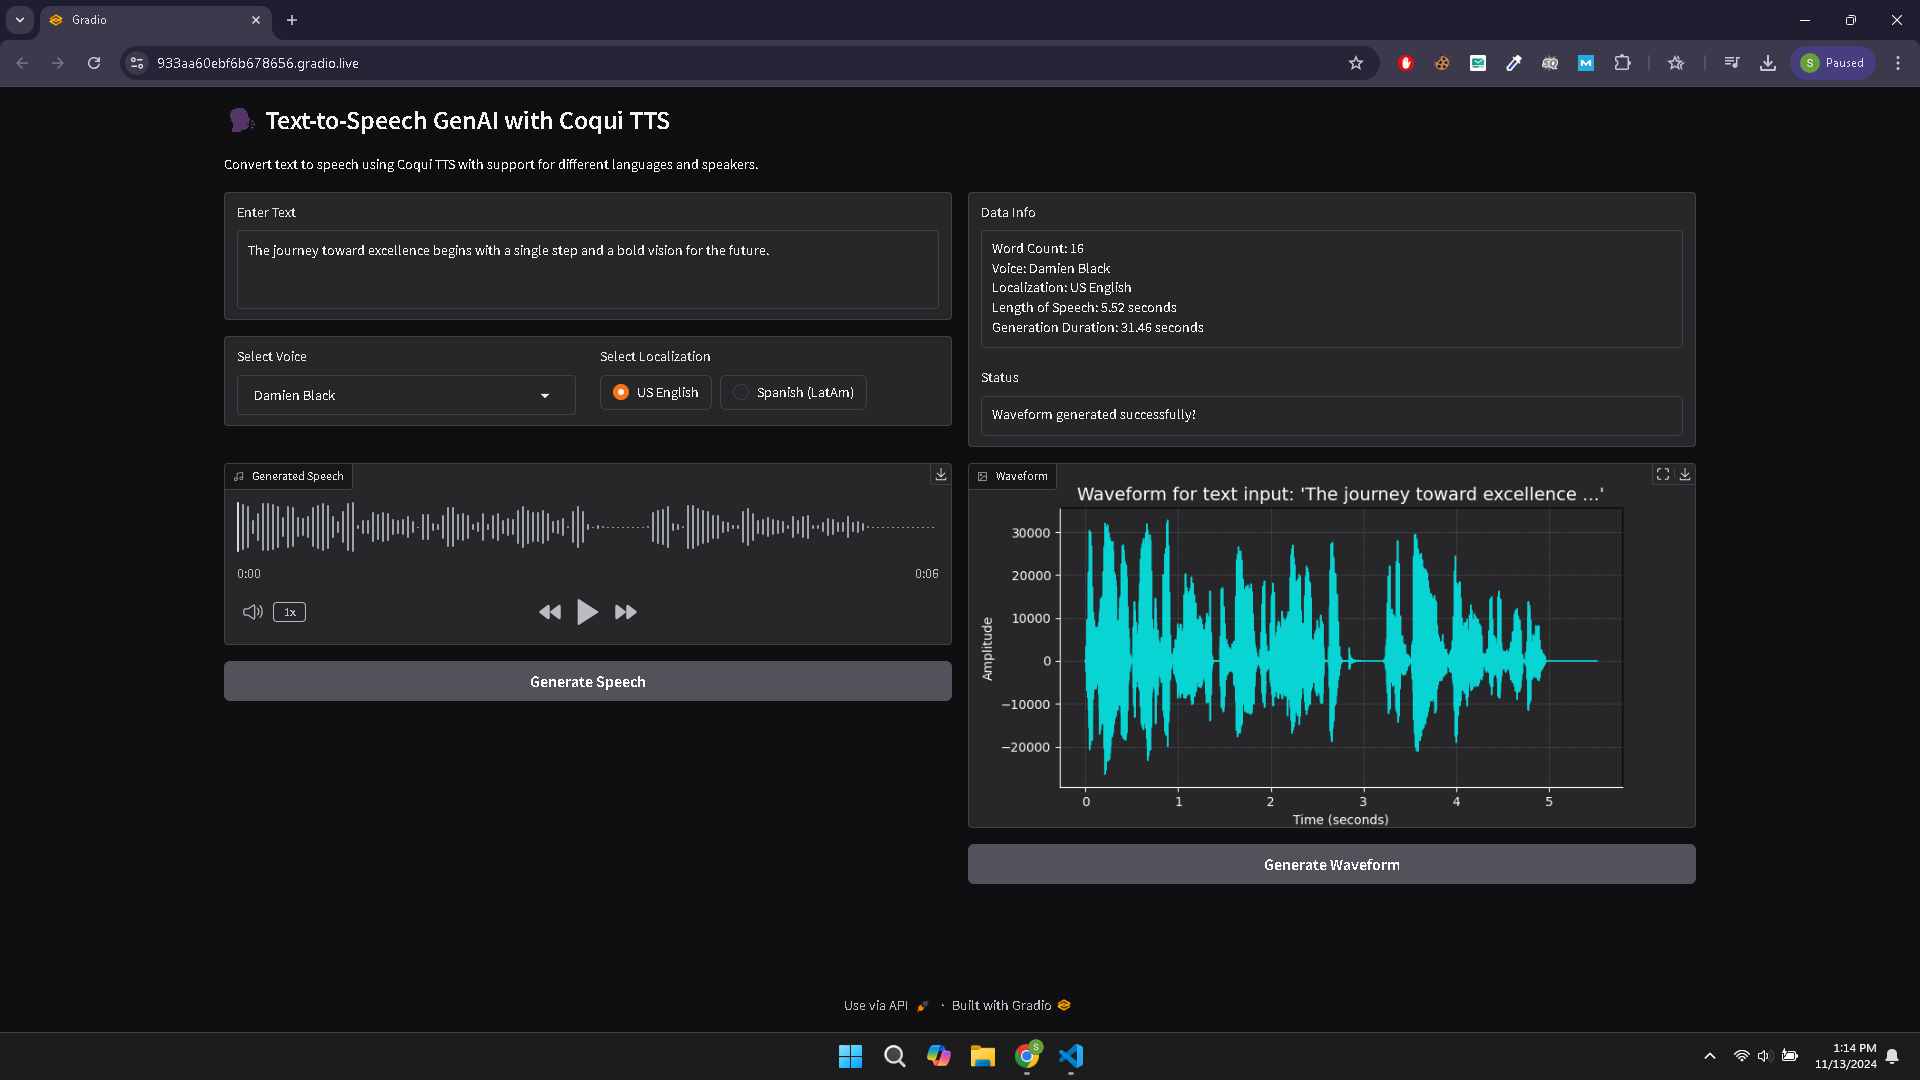 Gradio
933aa60ebf6b678656.gradio.live
S Paused
Text-to-Speech GenAI with Coqui TTS
Convert text to speech using Coqui TTS with support for different languages and speakers.
Enter Text
The journey toward excellence begins with a single step and a bold vision for the future.
Select Voice
Damien Black
Select Localization
US English
Spanish (LatAm)
Generated Speech
0:00
0:06
1x
Generate Speech
Data Info
Word Count: 16
Voice: Damien Black
Localization: US English
Length of Speech: 5.52 seconds
Generation Duration: 31.46 seconds
Status
Waveform generated successfully!
Waveform
Waveform for text input: 'The journey toward excellence ...'
Amplitude
30000
20000
10000
0
−10000
−20000
0 1 2 3 4 5
Time (seconds)
Generate Waveform
Use via API · Built with Gradio
S
1:14 PM
11/13/2024